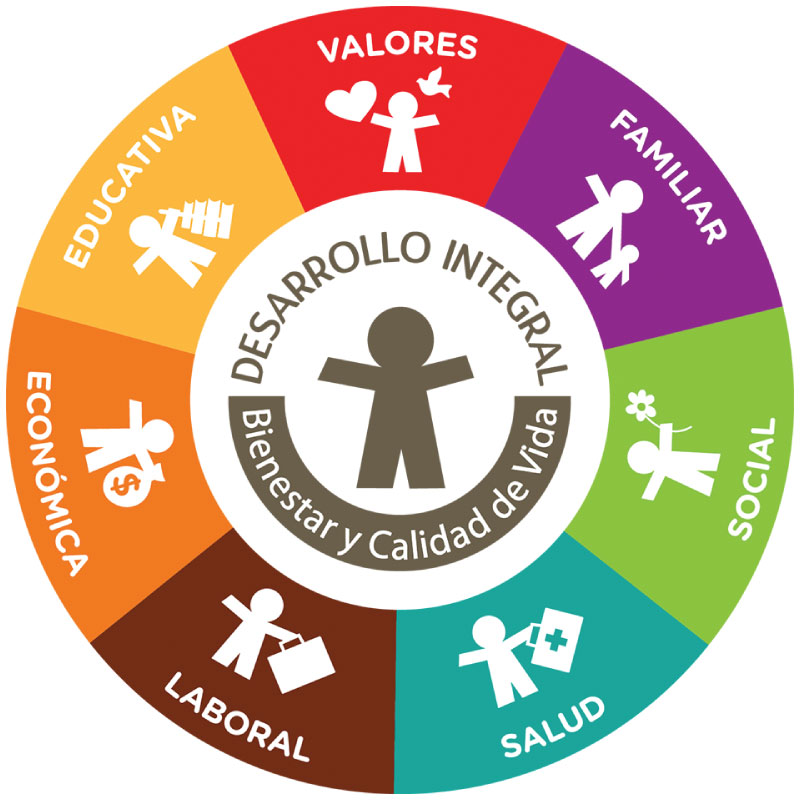 VALORES
FAMILIAR
SOCIAL
SALUD
LABORAL
ECONÓMICA
EDUCATIVA
DESARROLLO INTEGRAL
Bienestar y Calidad de Vida
$